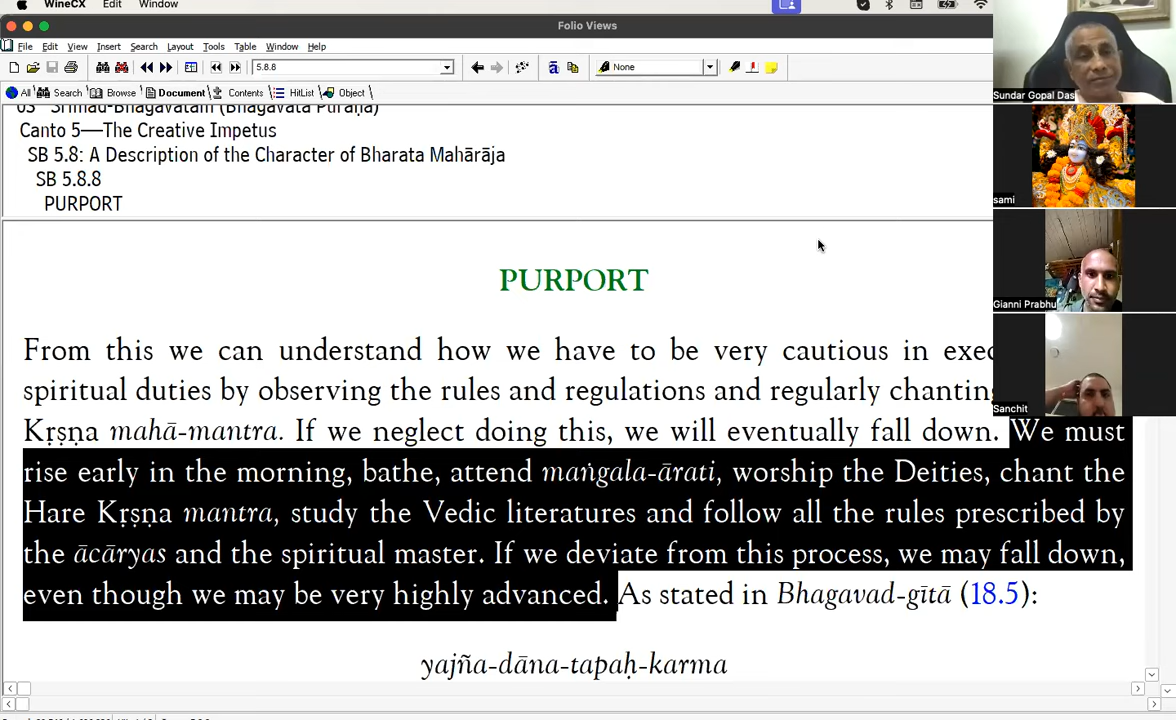 WineCX Edit Window
Folio Views
File Edit View Insert Search Layout Tools Table Window Help
5.8.8
None
All Search Browse Document Contents HitList Object
03 Śrīmad-Bhāgavatam (Bhāgavata Purāṇa)
Canto 5—The Creative Impetus
SB 5.8: A Description of the Character of Bharata Mahārāja
SB 5.8.8
PURPORT
PURPORT
From this we can understand how we have to be very cautious in
spiritual duties by observing the rules and regulations and regularly chanting
Kṛṣṇa mahā-mantra. If we neglect doing this, we will eventually fall down. We must
rise early in the morning, bathe, attend maṅgala-ārati, worship the Deities, chant the
Hare Kṛṣṇa mantra, study the Vedic literatures and follow all the rules prescribed by
the ācāryas and the spiritual master. If we deviate from this process, we may fall down,
even though we may be very highly advanced. As stated in Bhagavad-gītā (18.5):
yajña-dāna-tapaḥ-karma
Sundar Gopal Das
sami
Gianni Prabhu
Sanchit